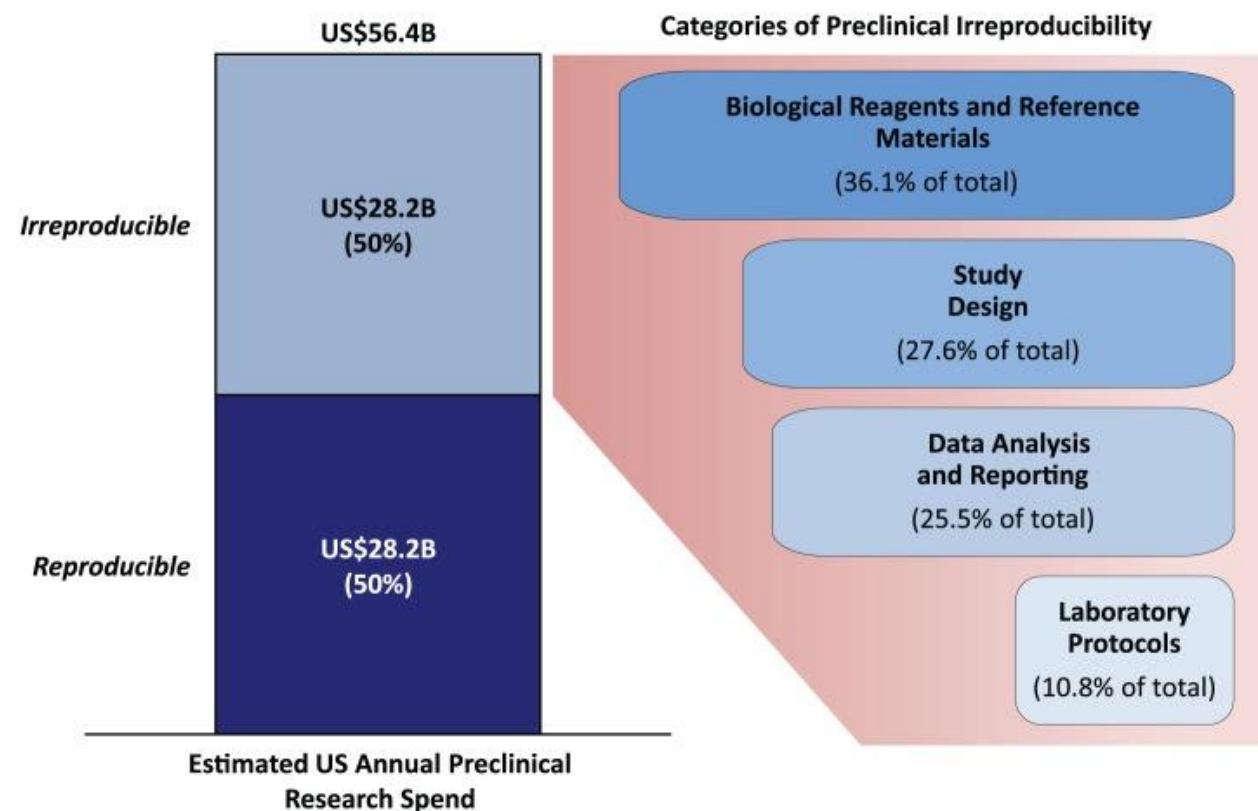 US$56.4B
Irreproducible
US$28.2B
(50%)
Reproducible
US$28.2B
(50%)
Estimated US Annual Preclinical
Research Spend
Categories of Preclinical Irreproducibility
Biological Reagents and Reference
Materials
(36.1% of total)
Study
Design
(27.6% of total)
Data Analysis
and Reporting
(25.5% of total)
Laboratory
Protocols
(10.8% of total)